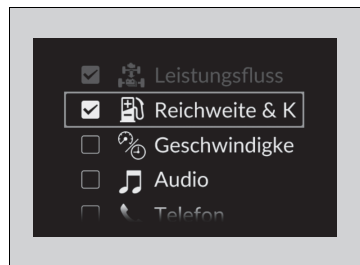 Leistungsfluss
Reichweite & K
Geschwindigke
Audio
Telefon